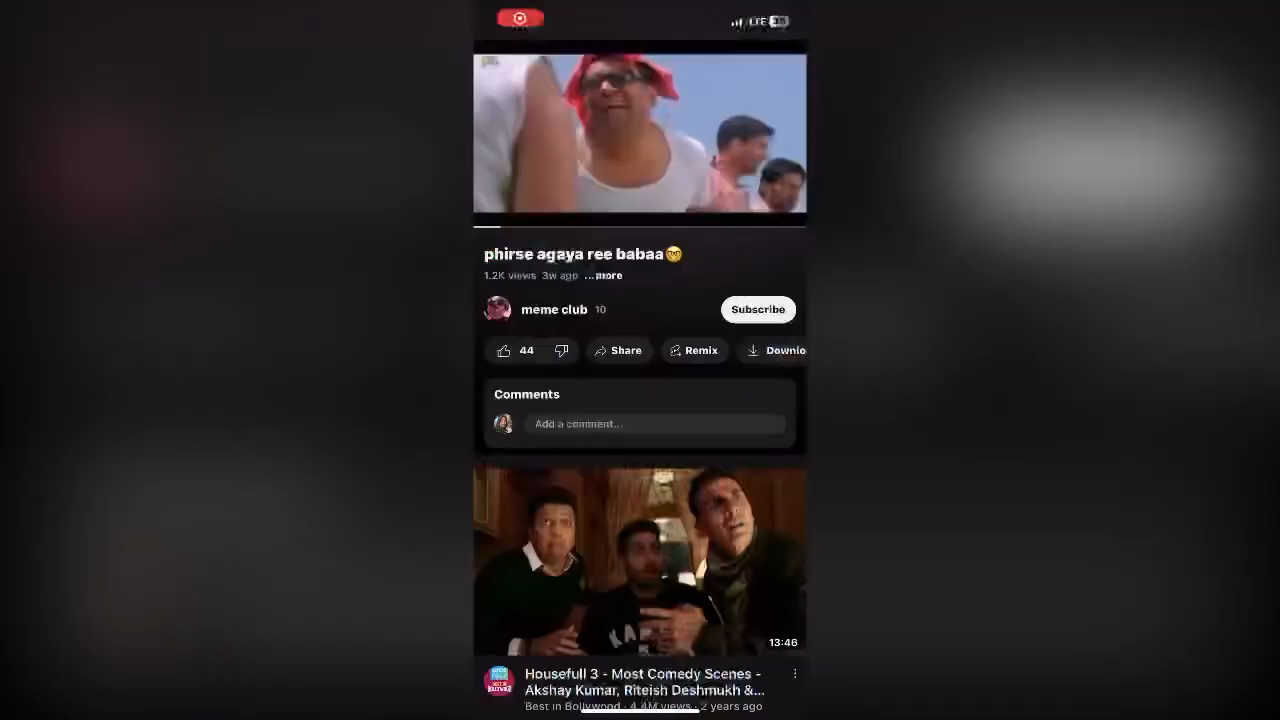 LTE
phirse agaya ree babaa🤓
1.2K views 3w ago ...more
meme club 10
Subscribe
44
Share
Remix
Downlo
Comments
Add a comment...
13:46
Housefull 3 - Most Comedy Scenes -
Akshay Kumar, Riteish Deshmukh &...
Best in Bollywood · 4.4M views · 2 years ago